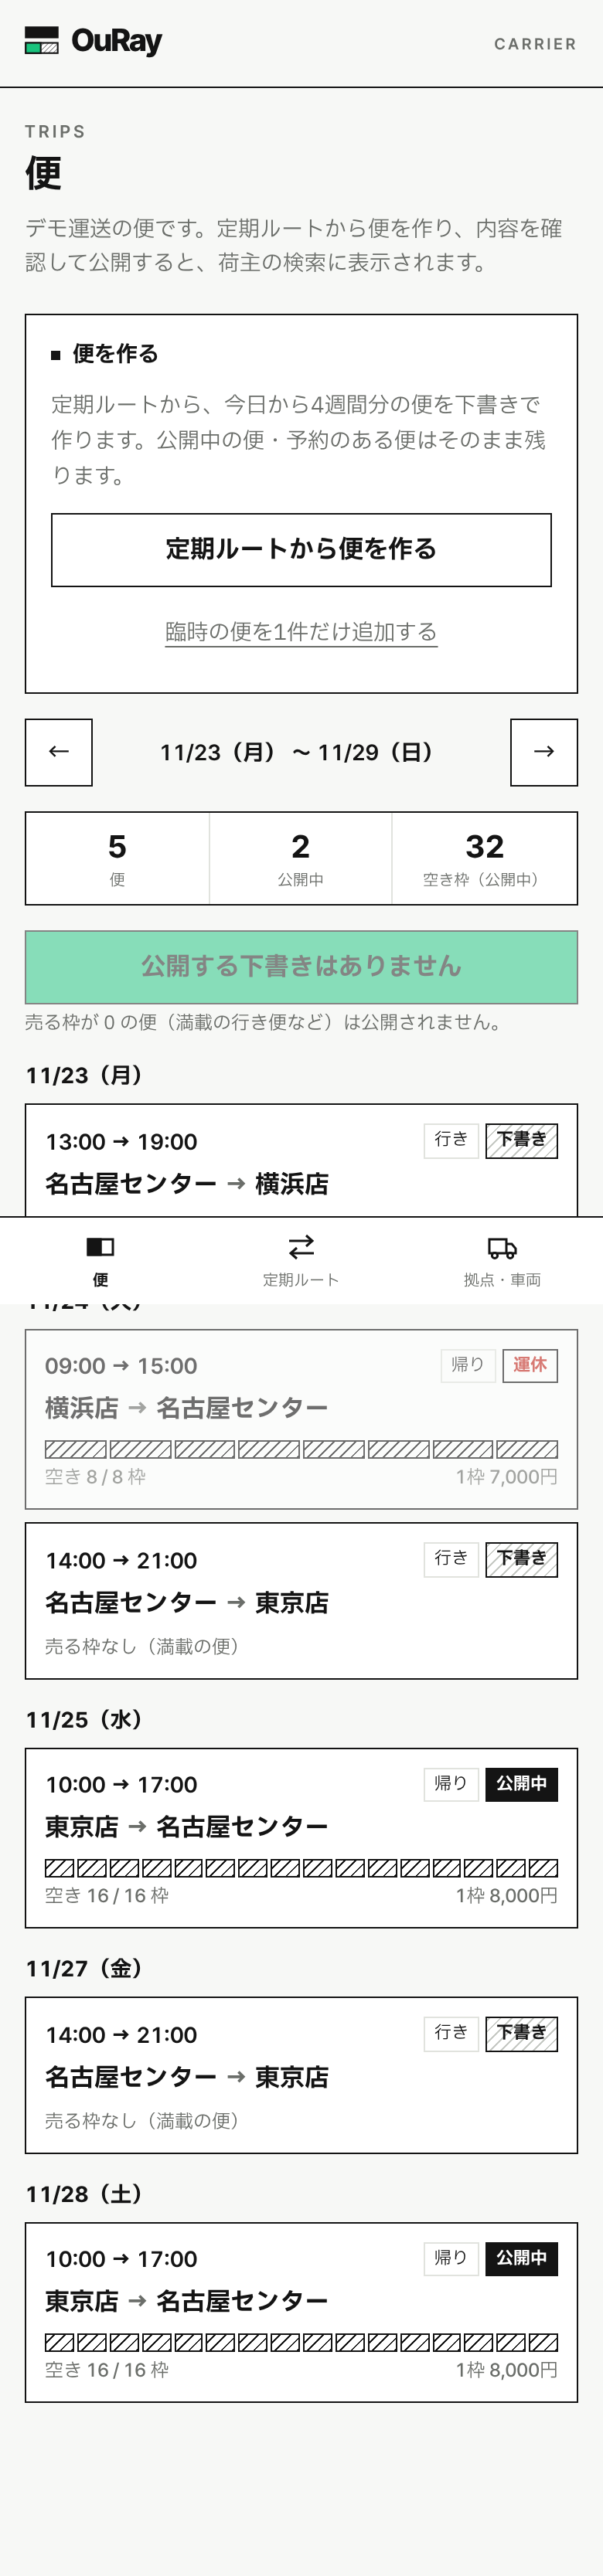 OuRay
CARRIER
TRIPS
便
デモ運送の便です。定期ルートから便を作り、内容を確
認して公開すると、荷主の検索に表示されます。
便を作る
定期ルートから、今日から4週間分の便を下書きで
作ります。公開中の便・予約のある便はそのまま残
ります。
定期ルートから便を作る
臨時の便を1件だけ追加する
← 11/23（月） 〜 11/29（日） →
5 2 32
便 公開中 空き枠（公開中）
公開する下書きはありません
売る枠が 0 の便（満載の行き便など）は公開されません。
11/23（月）
13:00 → 19:00 行き 下書き
名古屋センター → 横浜店
便 定期ルート 拠点・車両
09:00 → 15:00 帰り 運休
横浜店 → 名古屋センター
空き 8 / 8 枠 1枠 7,000円
14:00 → 21:00 行き 下書き
名古屋センター → 東京店
売る枠なし（満載の便）
11/25（水）
10:00 → 17:00 帰り 公開中
東京店 → 名古屋センター
空き 16 / 16 枠 1枠 8,000円
11/27（金）
14:00 → 21:00 行き 下書き
名古屋センター → 東京店
売る枠なし（満載の便）
11/28（土）
10:00 → 17:00 帰り 公開中
東京店 → 名古屋センター
空き 16 / 16 枠 1枠 8,000円